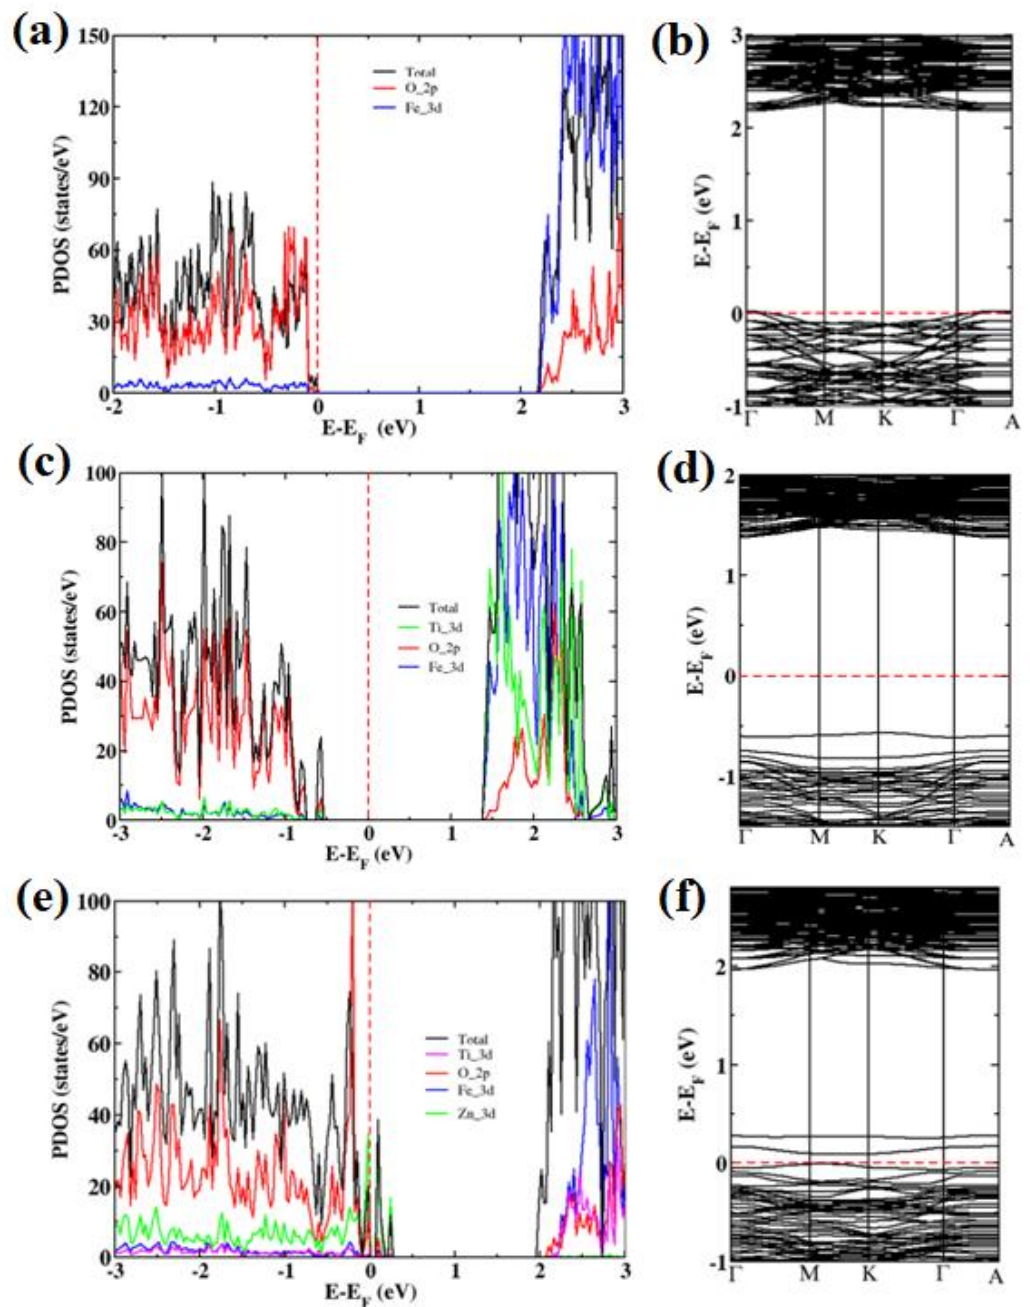 (a)
150
120
90
60
30
0
PDOS (states/eV)
Total
O_2p
Fe_3d
-2
-1
0
1
2
3
E-E_F (eV)
(b)
3
2
1
0
-1
E-E_F (eV)
Γ
M
K
Γ
A
(c)
100
80
60
40
20
0
PDOS (states/eV)
Total
Ti_3d
O_2p
Fe_3d
-3
-2
-1
0
1
2
3
E-E_F (eV)
(d)
2
1
0
-1
E-E_F (eV)
Γ
M
K
Γ
A
(e)
100
80
60
40
20
0
PDOS (states/eV)
Total
Ti_3d
O_2p
Fe_3d
Zn_3d
-3
-2
-1
0
1
2
3
E-E_F (eV)
(f)
2
1
0
-1
E-E_F (eV)
Γ
M
K
Γ
A